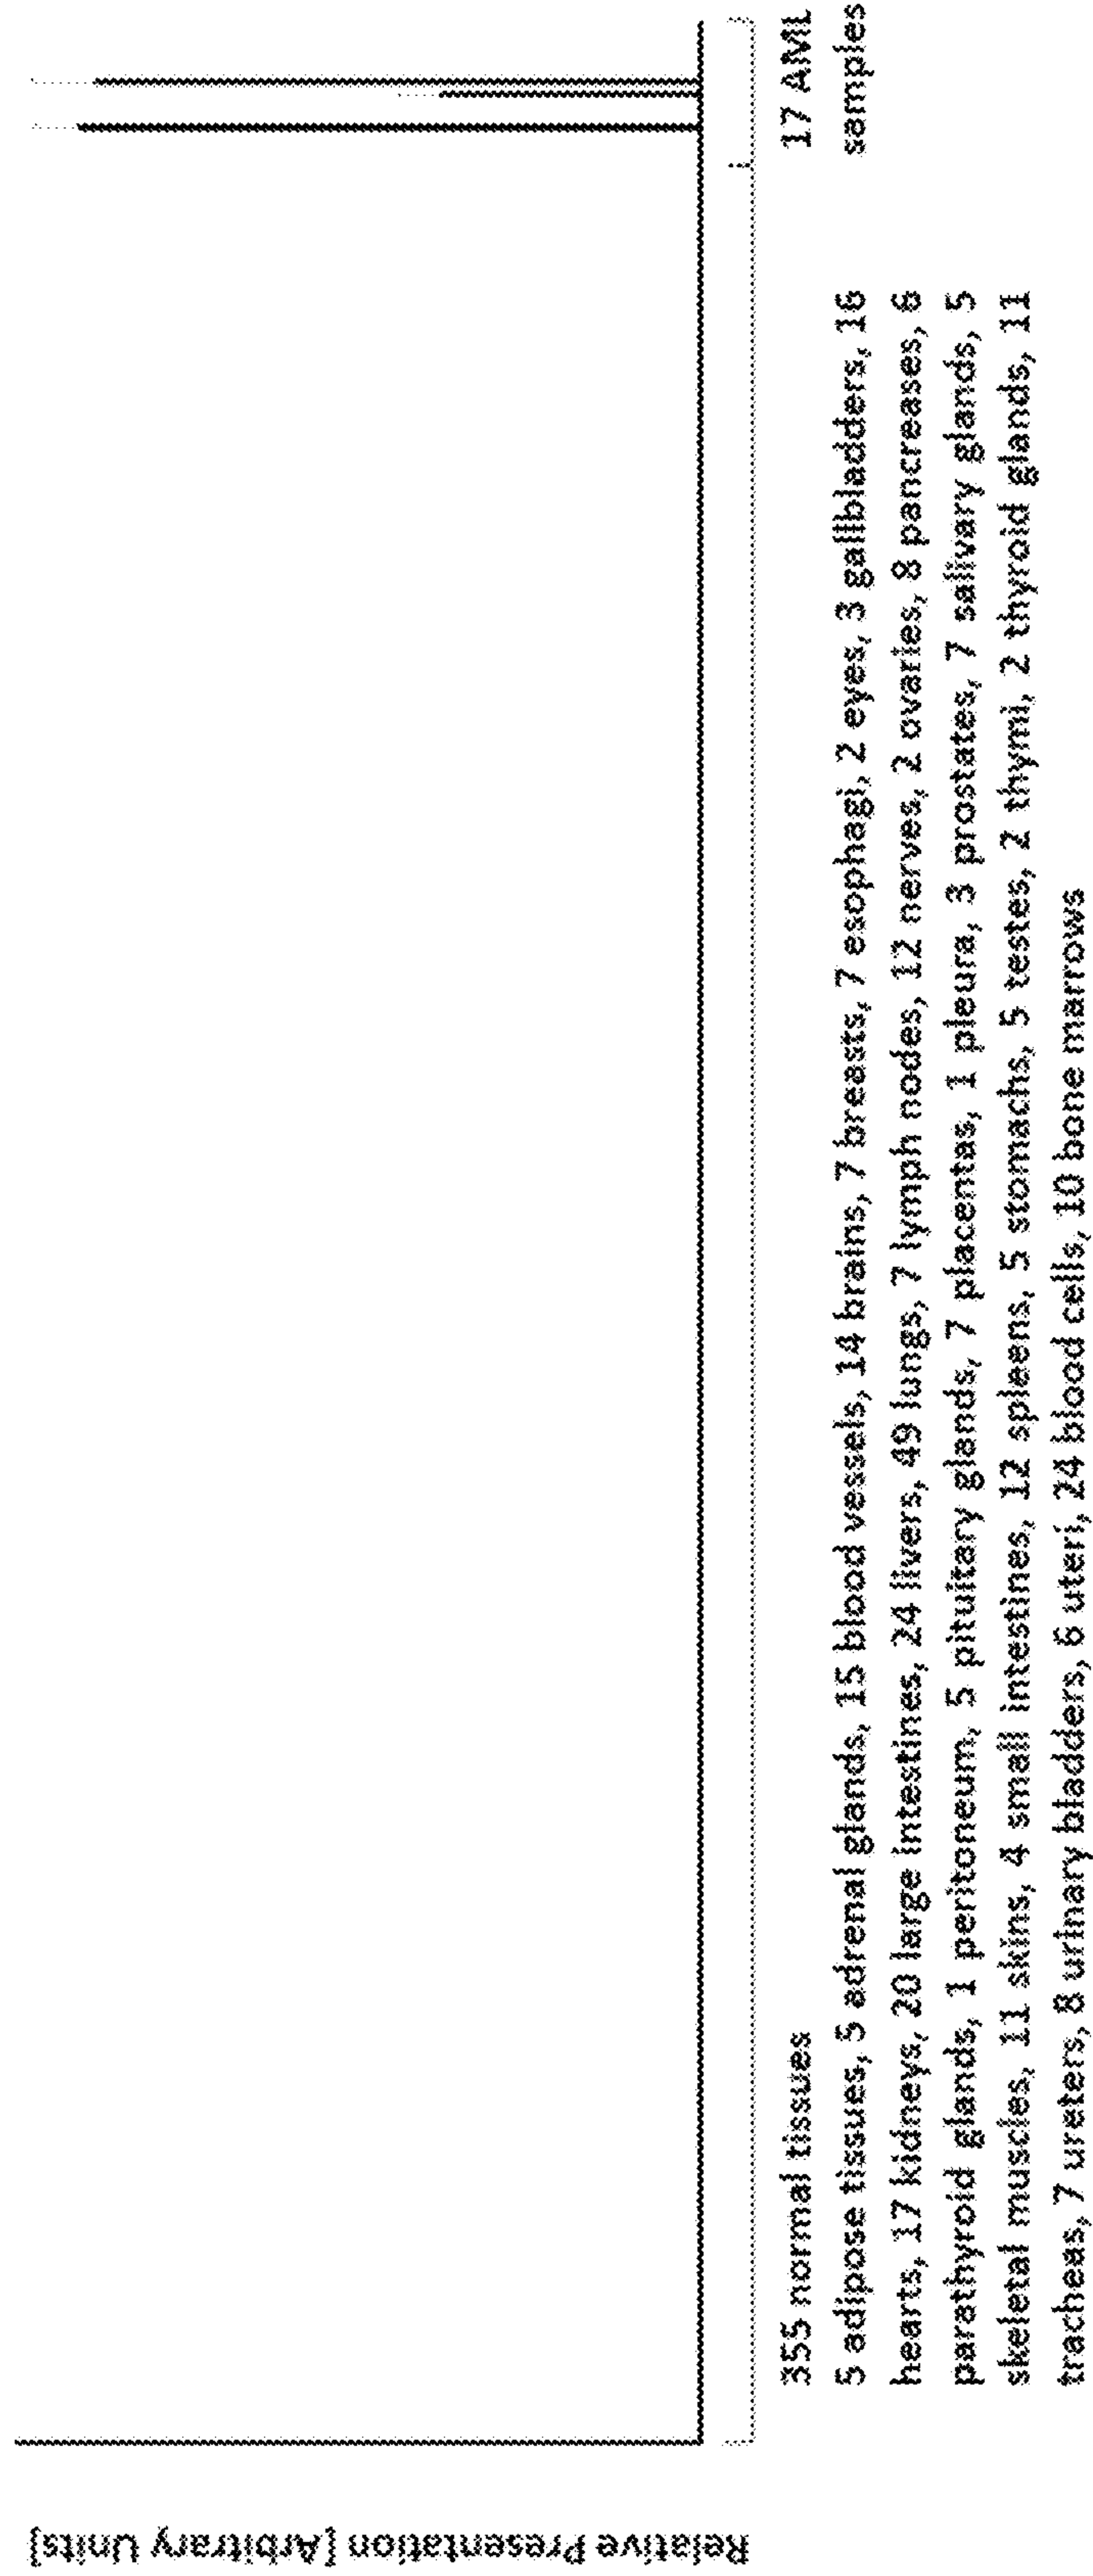 Relative Presentation [Arbitrary Units]
355 normal tissues
17 AML
samples
5 adipose tissues, 5 adrenal glands, 15 blood vessels, 14 brains, 7 breasts, 7 esophagi, 2 eyes, 3 gallbladders, 16
hearts, 17 kidneys, 20 large intestines, 24 livers, 49 lungs, 7 lymph nodes, 12 nerves, 2 ovaries, 8 pancreases, 6
parathyroid glands, 1 peritoneum, 5 pituitary glands, 7 placentas, 1 pleura, 3 prostates, 7 salivary glands, 5
skeletal muscles, 11 skins, 4 small intestines, 12 spleens, 5 stomachs, 5 testes, 2 thymi, 2 thyroid glands, 11
tracheas, 7 ureters, 8 urinary bladders, 6 uteri, 24 blood cells, 10 bone marrows